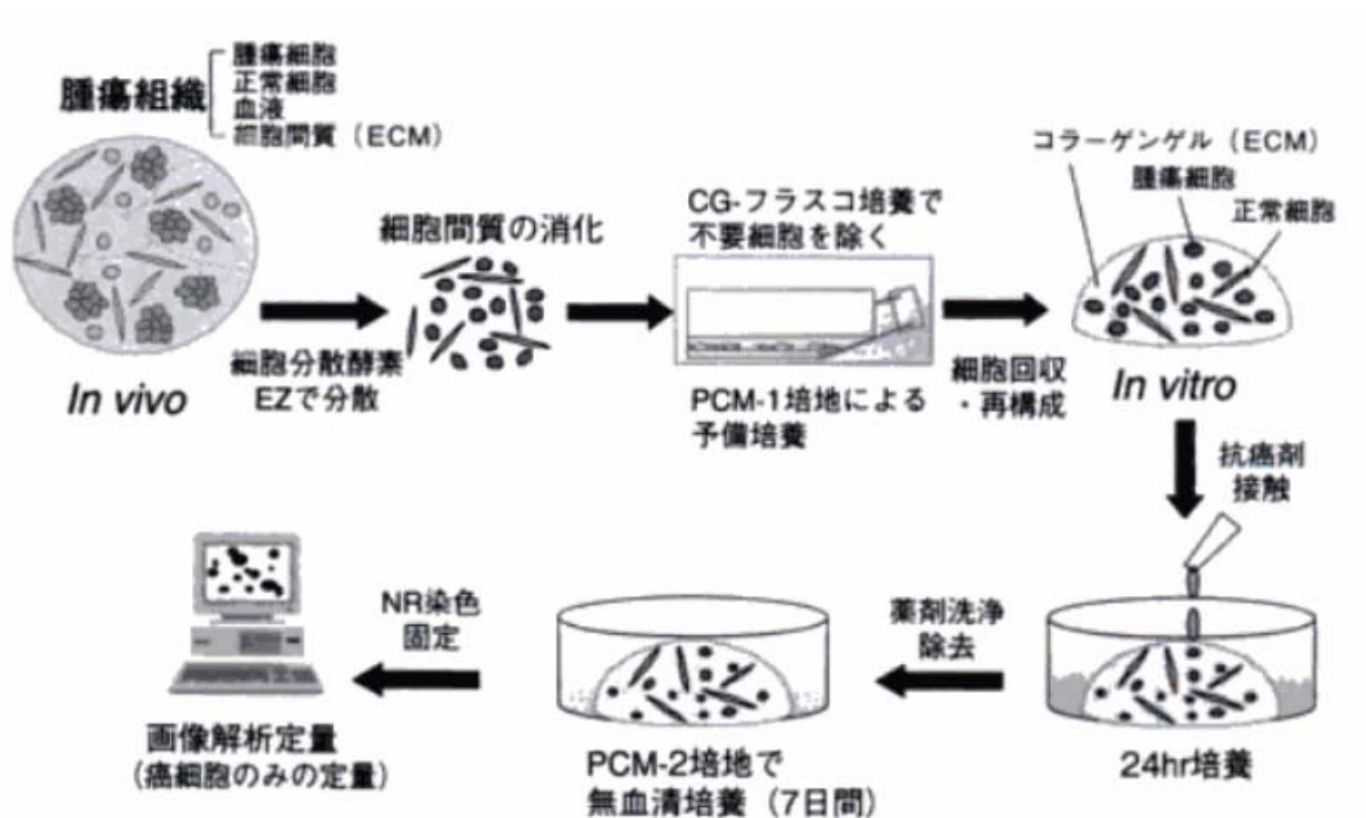 腫瘍組織
腫瘍細胞
正常細胞
血液
細胞間質（ECM）
In vivo
細胞分散酵素
EZで分散
細胞間質の消化
CG-フラスコ培養で
不要細胞を除く
PCM-1培地による
予備培養
細胞回収
・再構成
コラーゲンゲル（ECM）
腫瘍細胞
正常細胞
In vitro
抗癌剤
接触
24hr培養
薬剤洗浄
除去
PCM-2培地で
無血清培養（7日間）
NR染色
固定
画像解析定量
（癌細胞のみの定量）